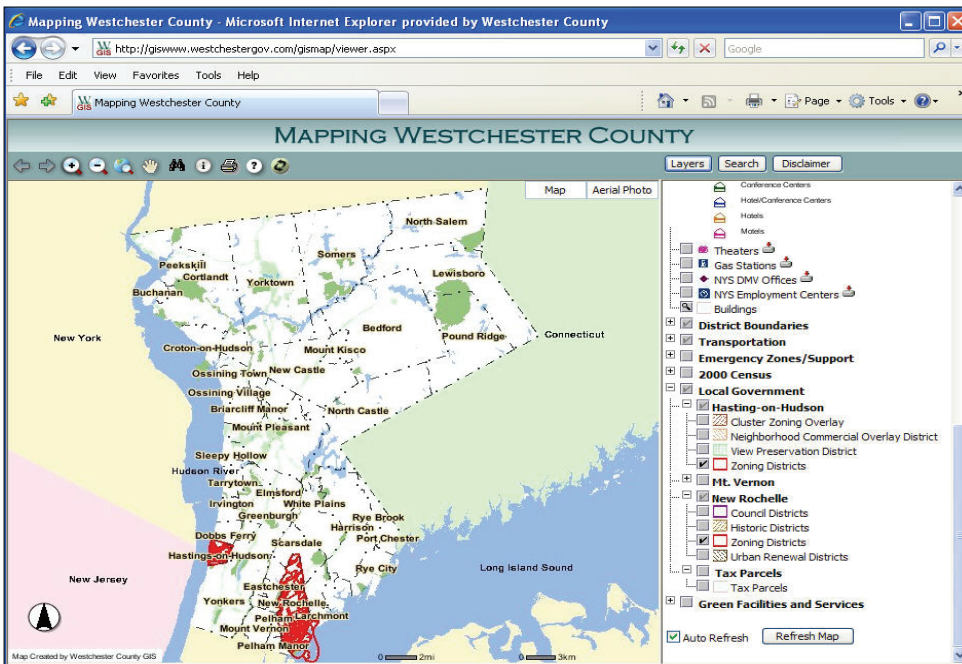 Mapping Westchester County - Microsoft Internet Explorer provided by Westchester County
http://giswww.westchestergov.com/gismap/viewer.aspx
Google
File Edit View Favorites Tools Help
W GIS Mapping Westchester County
Page Tools
MAPPING WESTCHESTER COUNTY
Layers Search Disclaimer
Map Aerial Photo
North Salem
Somers
Peekskill
Cortlandt
Yorktown
Lewisboro
Buchanan
Bedford
New York
Pound Ridge
Connecticut
Croton-on-Hudson
Mount Kisco
Ossining Town
New Castle
Ossining Village
Briarcliff Manor
North Castle
Mount Pleasant
Sleepy Hollow
Hudson River
Tarrytown
Elmsford
Irvington
White Plains
Greenburgh
Rye Brook
Harrison
Dobbs Ferry
Scarsdale
Port Chester
Hastings-on-Hudson
Rye City
Long Island Sound
New Jersey
Eastchester
Yonkers
New Rochelle
Pelham
Larchmont
Mount Vernon
Pelham Manor
Map Created by Westchester County GIS
0 2mi
0 3km
Conference Centers
Hotel/Conference Centers
Hotels
Motels
Theaters
Gas Stations
NYS DMV Offices
NYS Employment Centers
Buildings
District Boundaries
Transportation
Emergency Zones/Support
2000 Census
Local Government
Hasting-on-Hudson
Cluster Zoning Overlay
Neighborhood Commercial Overlay District
View Preservation District
Zoning Districts
Mt. Vernon
New Rochelle
Council Districts
Historic Districts
Zoning Districts
Urban Renewal Districts
Tax Parcels
Tax Parcels
Green Facilities and Services
Auto Refresh Refresh Map